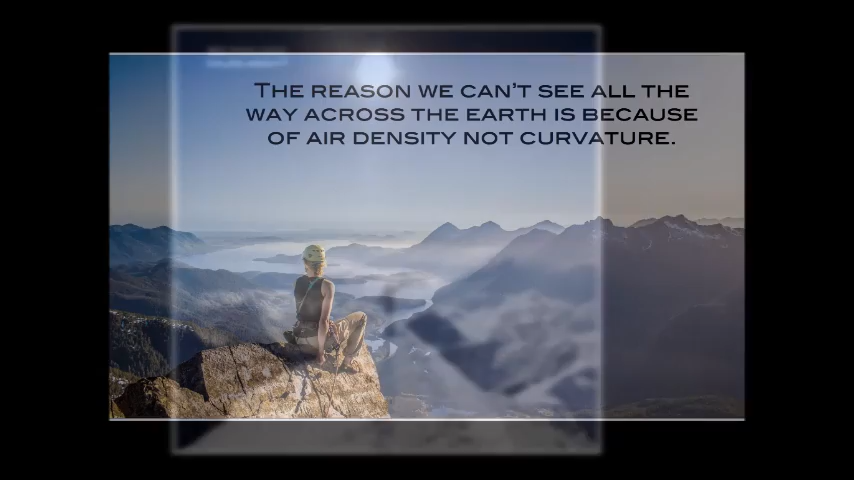 THE REASON WE CAN'T SEE ALL THE
WAY ACROSS THE EARTH IS BECAUSE
OF AIR DENSITY NOT CURVATURE.